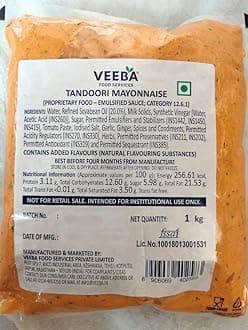 VEEBA
FOOD SERVICES
TANDOORI MAYONNAISE
(PROPRIETARY FOOD – EMULSIFIED SAUCE; CATEGORY 12.6.1)
Ingredients: Water, Refined Soyabean Oil (20.0%), Milk Solids, Synthetic Vinegar [Water,
Acetic Acid (INS260)], Sugar, Permitted Emulsifiers and Stabilizers (INS1442, INS1450,
INS415), Tomato Paste, Iodised Salt, Garlic, Ginger, Spices and Condiments, Permitted
Acidity Regulators (INS270, INS330), Herbs, Permitted Preservatives (INS211, INS202),
Permitted Antioxidant (INS319) and Permitted Sequestrant (INS385).
CONTAINS ADDED FLAVOURS (NATURAL FLAVOURING SUBSTANCES)
BEST BEFORE FOUR MONTHS FROM MANUFACTURE
Nutritional Information (approximate values per 100 g) Energy 256.61 kcal,
Protein 3.11 g, Total Carbohydrates 12.60 g; Sugar 5.98 g, Total Fat 21.53 g
Total Trans Fat <0.01 g, Total Saturated Fat 3.50 g,
NOT FOR RETAIL SALE. INTENDED FOR INSTITUTIONAL USE ONLY.
BATCH No :
NET QUANTITY: 1 kg
DATE OF MFG.:
fssai
Lic.No.10018013001531
MANUFACTURED & MARKETED BY
VEEBA FOOD SERVICES PRIVATE LIMITED
8 906069